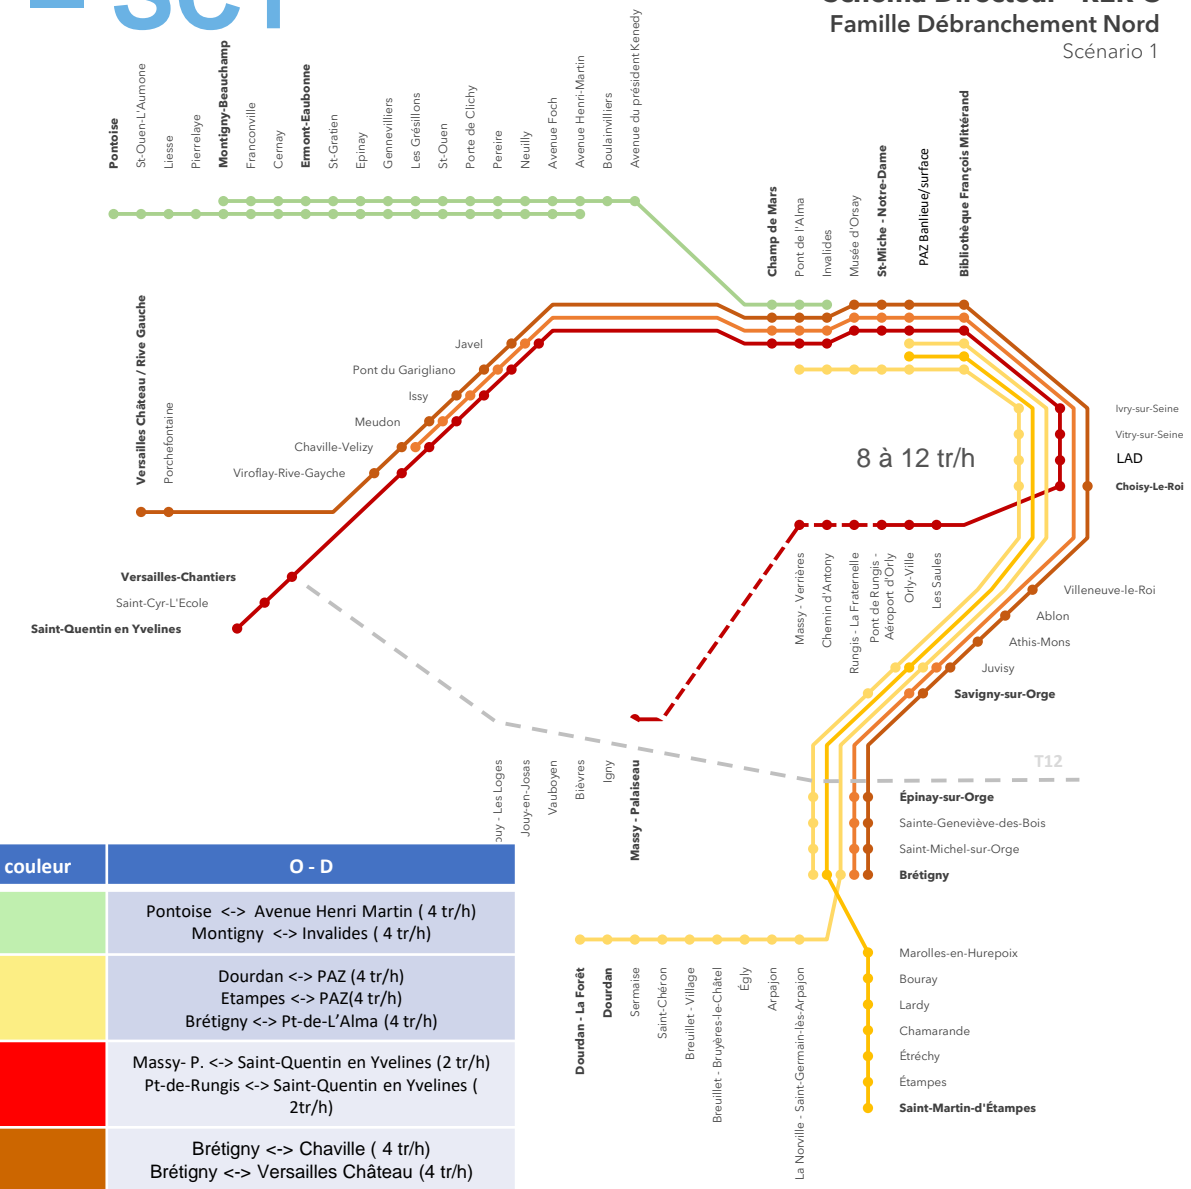 Famille Débranchement Nord
Scénario 1
Pontoise
St-Ouen-L'Aumone
Liesse
Pierrelaye
Montigny-Beauchamp
Franconville
Cernay
Ermont-Eaubonne
St-Gratien
Epinay
Gennevilliers
Les Grésillons
St-Ouen
Porte de Clichy
Pereire
Neuilly
Avenue Foch
Avenue Henri-Martin
Boulainvilliers
Avenue du président Kenedy
Champ de Mars
Pont de l'Alma
Invalides
Musée d'Orsay
St-Miche - Notre-Dame
PAZ Banlieue/surface
Bibliothèque François Mittérand
Versailles Château / Rive Gauche
Porchefontaine
Javel
Pont du Garigliano
Issy
Meudon
Chaville-Velizy
Viroflay-Rive-Gayche
Versailles-Chantiers
Saint-Cyr-L'Ecole
Saint-Quentin en Yvelines
8 à 12 tr/h
Ivry-sur-Seine
Vitry-sur-Seine
LAD
Choisy-Le-Roi
Massy - Verrières
Chemin d'Antony
Rungis - La Fraternelle
Pont de Rungis -
Aéroport d'Orly
Orly-Ville
Les Saules
Villeneuve-le-Roi
Ablon
Athis-Mons
Juvisy
Savigny-sur-Orge
T12
ouy - Les Loges
Jouy-en-Josas
Vauboyen
Bièvres
Igny
Massy - Palaiseau
Épinay-sur-Orge
Sainte-Geneviève-des-Bois
Saint-Michel-sur-Orge
Brétigny
Dourdan - La Forêt
Dourdan
Sermaise
Saint-Chéron
Breuillet - Village
Breuillet - Bruyères-le-Châtel
Égly
Arpajon
La Norville - Saint-Germain-lès-Arpajon
Marolles-en-Hurepoix
Bouray
Lardy
Chamarande
Étréchy
Étampes
Saint-Martin-d'Étampes
couleur O - D
Pontoise <-> Avenue Henri Martin ( 4 tr/h)
Montigny <-> Invalides ( 4 tr/h)
Dourdan <-> PAZ (4 tr/h)
Etampes <-> PAZ(4 tr/h)
Brétigny <-> Pt-de-L'Alma (4 tr/h)
Massy- P. <-> Saint-Quentin en Yvelines (2 tr/h)
Pt-de-Rungis <-> Saint-Quentin en Yvelines (
2tr/h)
Brétigny <-> Chaville ( 4 tr/h)
Brétigny <-> Versailles Château (4 tr/h)